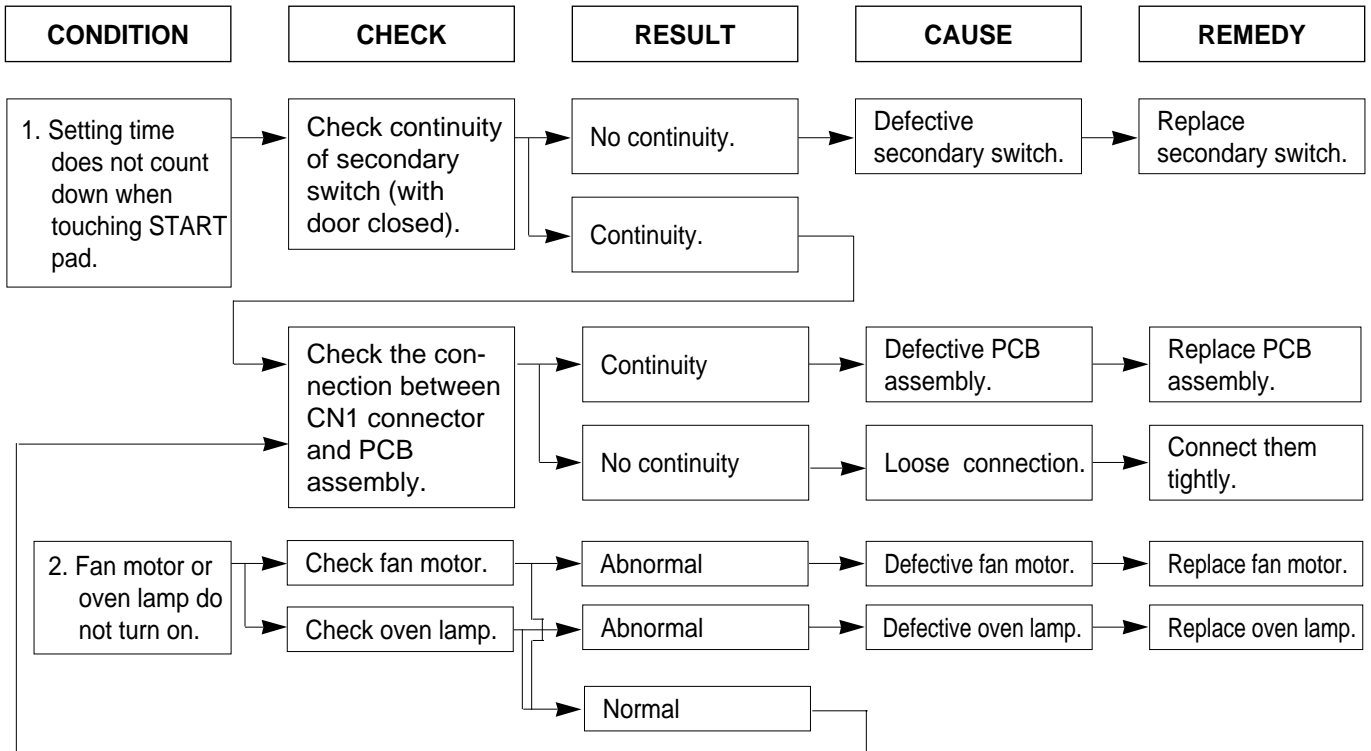 CONDITION
CHECK
RESULT
CAUSE
REMEDY
1. Setting time
does not count
down when
touching START
pad.
Check continuity
of secondary
switch (with
door closed).
No continuity.
Defective
secondary switch.
Replace
secondary switch.
Continuity.
Check the con-
nection between
CN1 connector
and PCB
assembly.
Continuity
Defective PCB
assembly.
Replace PCB
assembly.
No continuity
Loose connection.
Connect them
tightly.
2. Fan motor or
oven lamp do
not turn on.
Check fan motor.
Abnormal
Defective fan motor.
Replace fan motor.
Check oven lamp.
Abnormal
Defective oven lamp.
Replace oven lamp.
Normal